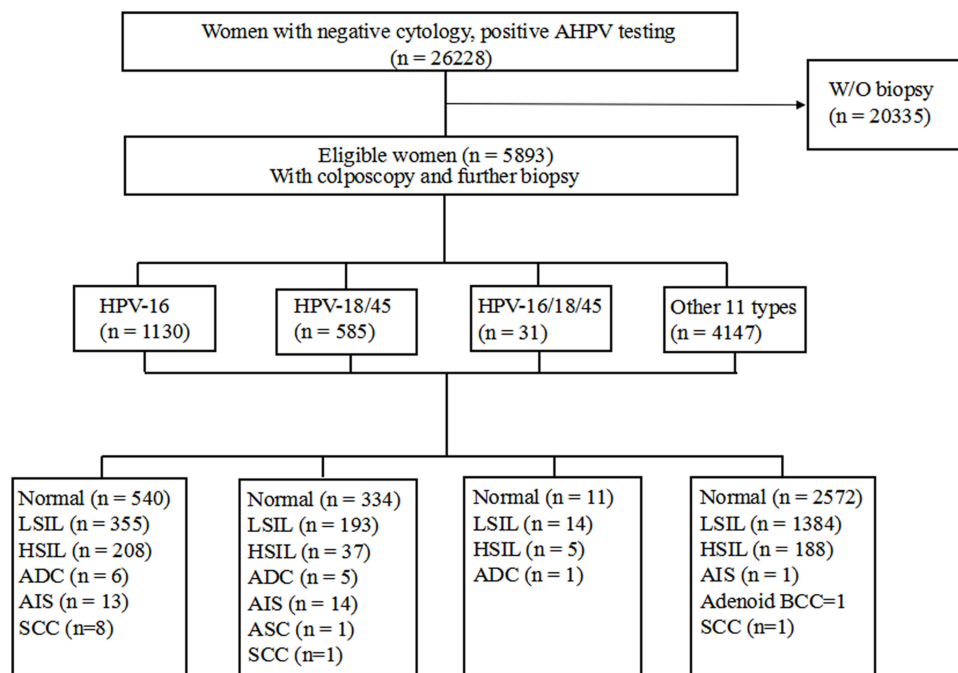 Women with negative cytology, positive AHPV testing
(n = 26228)
W/O biopsy
(n = 20335)
Eligible women (n = 5893)
With colposcopy and further biopsy
HPV-16
(n = 1130)
HPV-18/45
(n = 585)
HPV-16/18/45
(n = 31)
Other 11 types
(n = 4147)
Normal (n = 540)
LSIL (n = 355)
HSIL (n = 208)
ADC (n = 6)
AIS (n = 13)
SCC (n=8)
Normal (n = 334)
LSIL (n = 193)
HSIL (n = 37)
ADC (n = 5)
AIS (n = 14)
ASC (n = 1)
SCC (n=1)
Normal (n = 11)
LSIL (n = 14)
HSIL (n = 5)
ADC (n = 1)
Normal (n = 2572)
LSIL (n = 1384)
HSIL (n = 188)
AIS (n = 1)
Adenoid BCC=1
SCC (n=1)